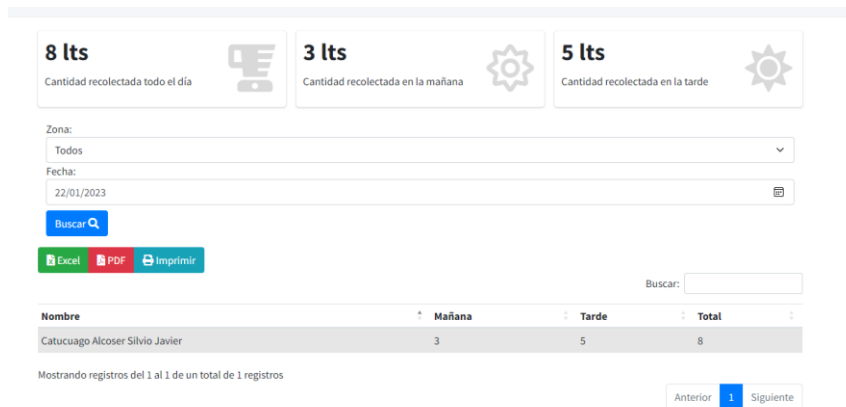 8 lts
Cantidad recolectada todo el día
3 lts
Cantidad recolectada en la mañana
5 lts
Cantidad recolectada en la tarde
Zona:
Todos
Fecha:
22/01/2023
Buscar
Excel PDF Imprimir
Buscar:
Nombre Mañana Tarde Total
Catucuago Alcoser Silvio Javier 3 5 8
Mostrando registros del 1 al 1 de un total de 1 registros
Anterior 1 Siguiente